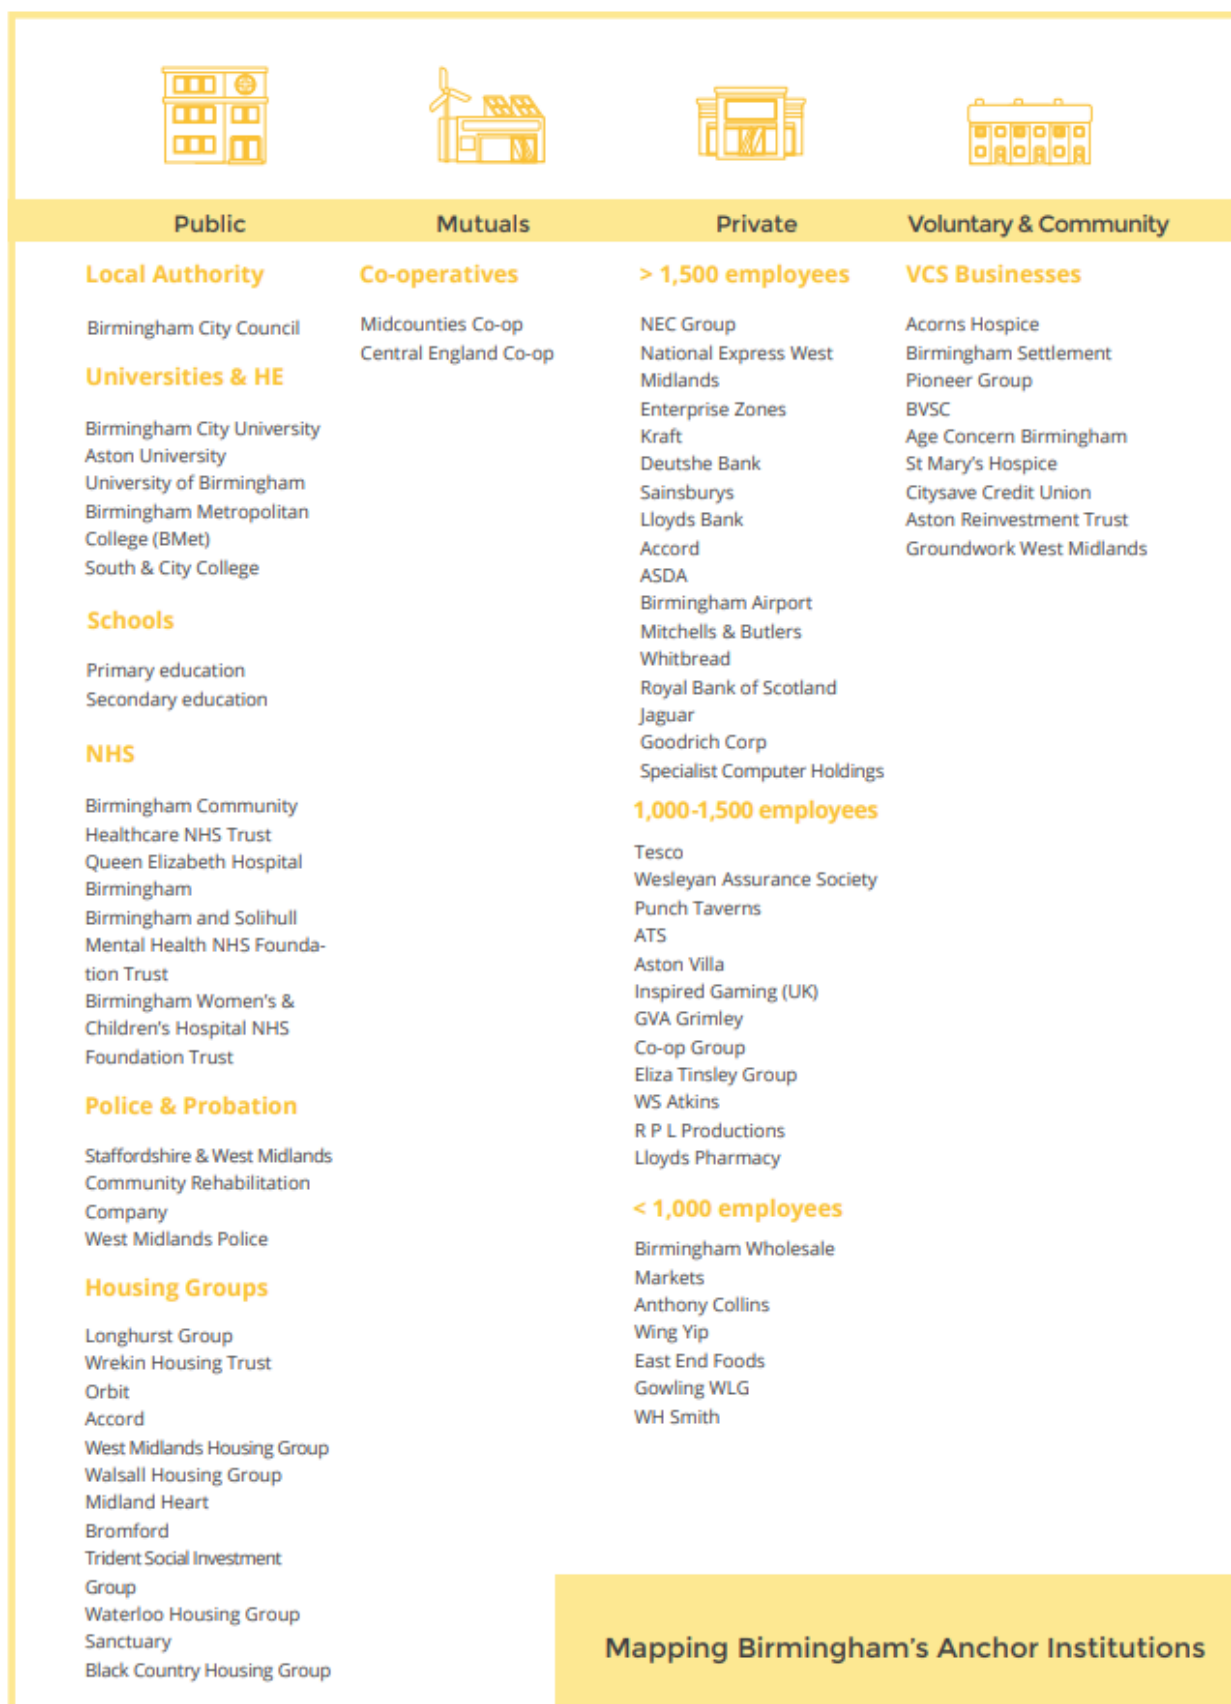 Public
Mutuals
Private
Voluntary & Community
Local Authority
Birmingham City Council
Universities & HE
Birmingham City University
Aston University
University of Birmingham
Birmingham Metropolitan
College (BMet)
South & City College
Schools
Primary education
Secondary education
NHS
Birmingham Community
Healthcare NHS Trust
Queen Elizabeth Hospital
Birmingham
Birmingham and Solihull
Mental Health NHS Founda-
tion Trust
Birmingham Women's &
Children's Hospital NHS
Foundation Trust
Police & Probation
Staffordshire & West Midlands
Community Rehabilitation
Company
West Midlands Police
Housing Groups
Longhurst Group
Wrekin Housing Trust
Orbit
Accord
West Midlands Housing Group
Walsall Housing Group
Midland Heart
Bromford
Trident Social Investment
Group
Waterloo Housing Group
Sanctuary
Black Country Housing Group
Co-operatives
Midcounties Co-op
Central England Co-op
> 1,500 employees
NEC Group
National Express West
Midlands
Enterprise Zones
Kraft
Deutshe Bank
Sainsburys
Lloyds Bank
Accord
ASDA
Birmingham Airport
Mitchells & Butlers
Whitbread
Royal Bank of Scotland
Jaguar
Goodrich Corp
Specialist Computer Holdings
1,000-1,500 employees
Tesco
Wesleyan Assurance Society
Punch Taverns
ATS
Aston Villa
Inspired Gaming (UK)
GVA Grimley
Co-op Group
Eliza Tinsley Group
WS Atkins
R P L Productions
Lloyds Pharmacy
< 1,000 employees
Birmingham Wholesale
Markets
Anthony Collins
Wing Yip
East End Foods
Gowling WLG
WH Smith
VCS Businesses
Acorns Hospice
Birmingham Settlement
Pioneer Group
BVSC
Age Concern Birmingham
St Mary's Hospice
Citysave Credit Union
Aston Reinvestment Trust
Groundwork West Midlands
Mapping Birmingham's Anchor Institutions